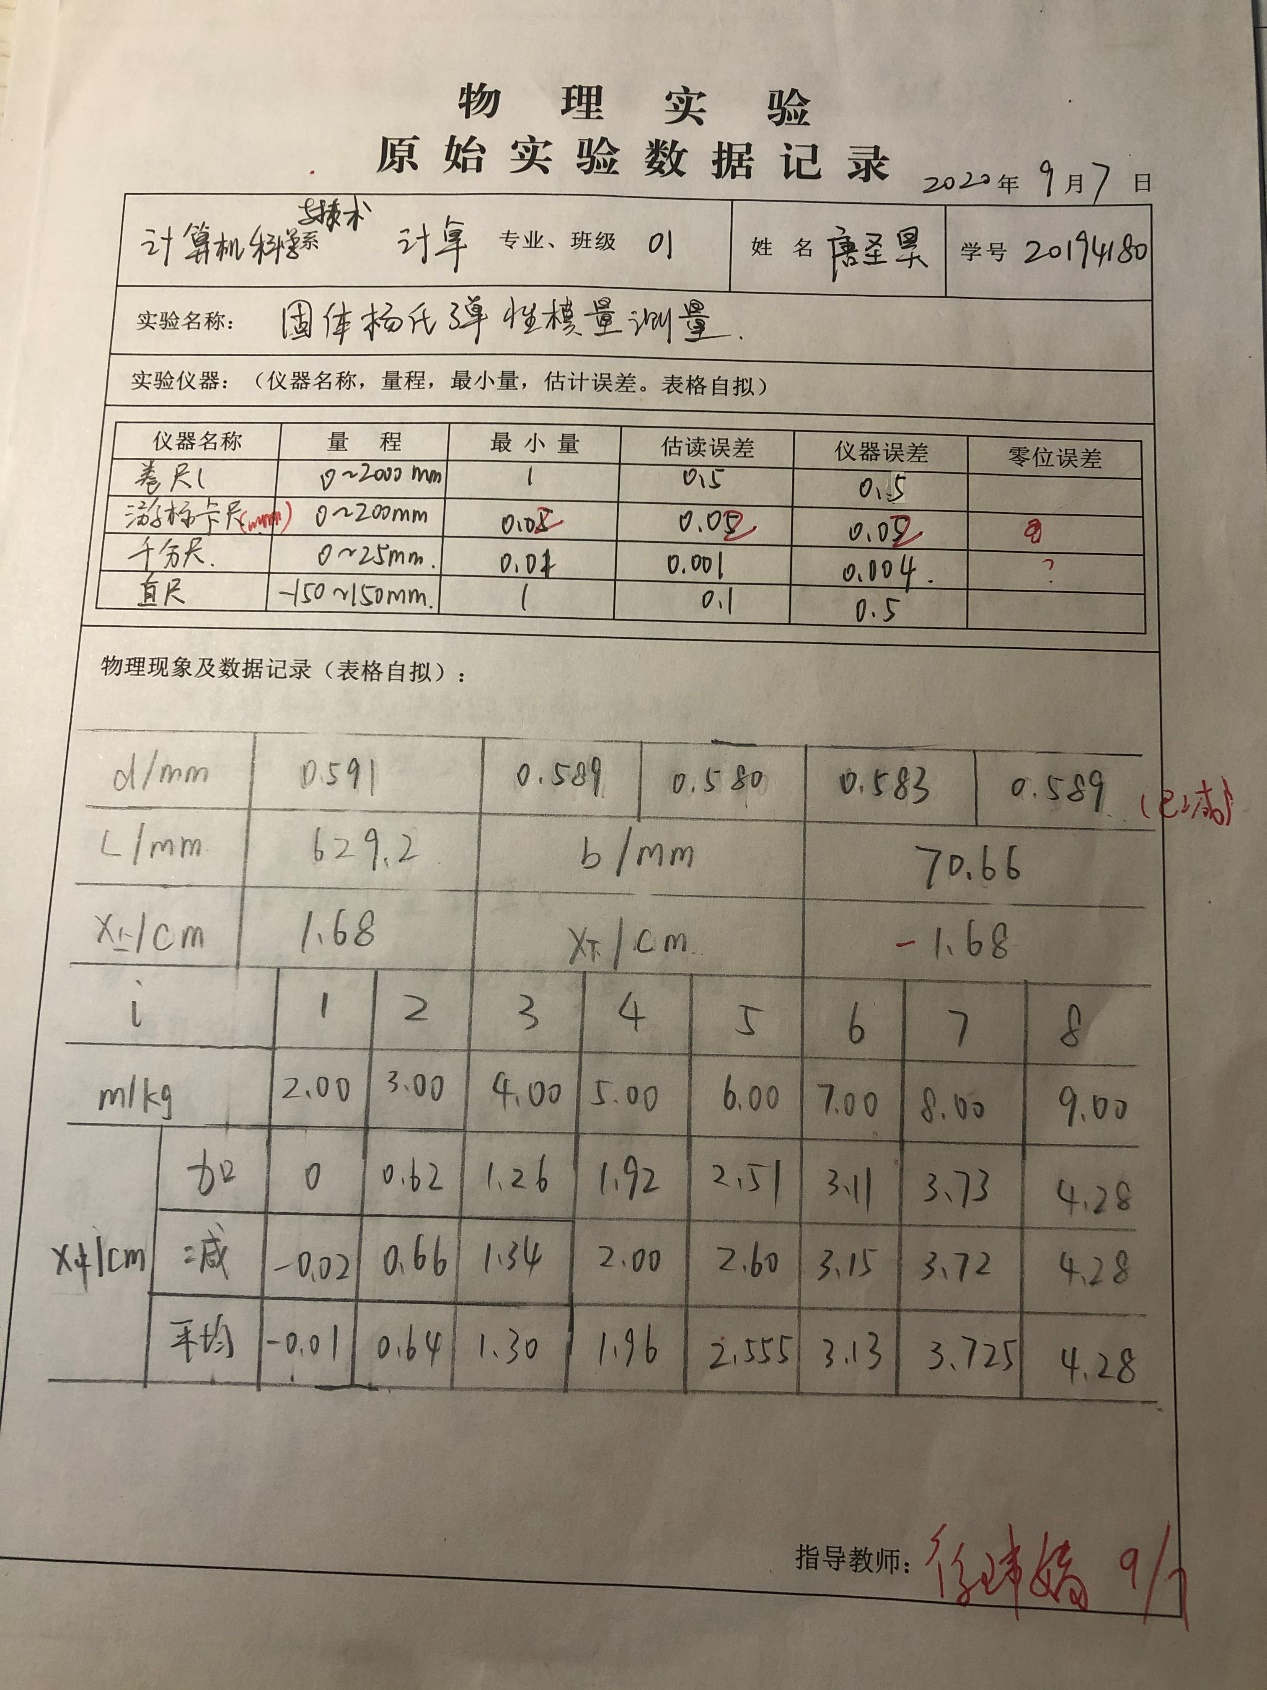 物 理 实 验
原 始 实 验 数 据 记 录
2020年 9月7日
计算机科学与技术系 计算 专业、班级 01 姓名 唐圣昊 学号 20194180
实验名称： 固体杨氏弹性模量测量.
实验仪器：（仪器名称，量程，最小量，估计误差。表格自拟）
仪器名称 量 程 最 小 量 估读误差 仪器误差 零位误差
卷尺 0~2000mm 1 0.5 0.5
游标卡尺(mm) 0~200mm 0.02 0.02 0.02
千分尺. 0~25mm. 0.01 0.001 0.004. ?
直尺 -150~150mm. 1 0.1 0.5
物理现象及数据记录（表格自拟）：
d/mm 0.591 0.589 0.580 0.583 0.589
L/mm 629.2 b/mm 70.66
X上/cm 1.68 X下/cm -1.68
i 1 2 3 4 5 6 7 8
m/kg 2.00 3.00 4.00 5.00 6.00 7.00 8.00 9.00
加 0 0.62 1.26 1.92 2.51 3.11 3.73 4.28
X中/cm 减 -0.02 0.66 1.34 2.00 2.60 3.15 3.72 4.28
平均 -0.01 0.64 1.30 1.96 2.555 3.13 3.725 4.28
指导教师： 9/7